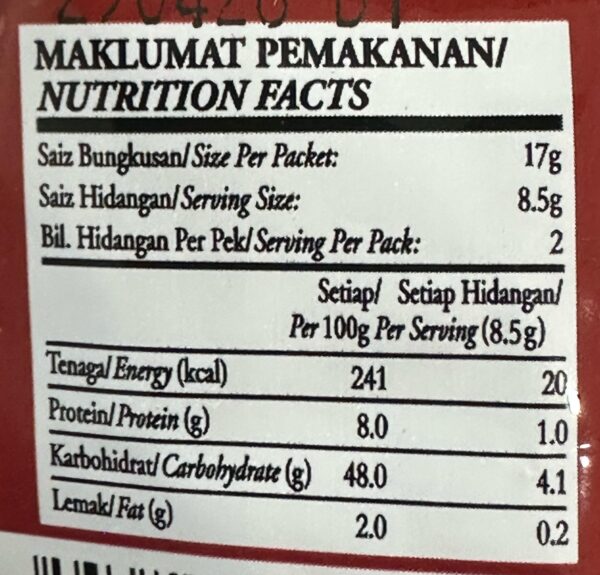 MAKLUMAT PEMAKANAN/
NUTRITION FACTS
Saiz Bungkusan/Size Per Packet: 17g
Saiz Hidangan/Serving Size: 8.5g
Bil. Hidangan Per Pek/Serving Per Pack: 2
Setiap/ Setiap Hidangan/
Per 100g Per Serving (8.5g)
Tenaga/Energy (kcal) 241 20
Protein/Protein (g) 8.0 1.0
Karbohidrat/Carbohydrate (g) 48.0 4.1
Lemak/Fat (g) 2.0 0.2